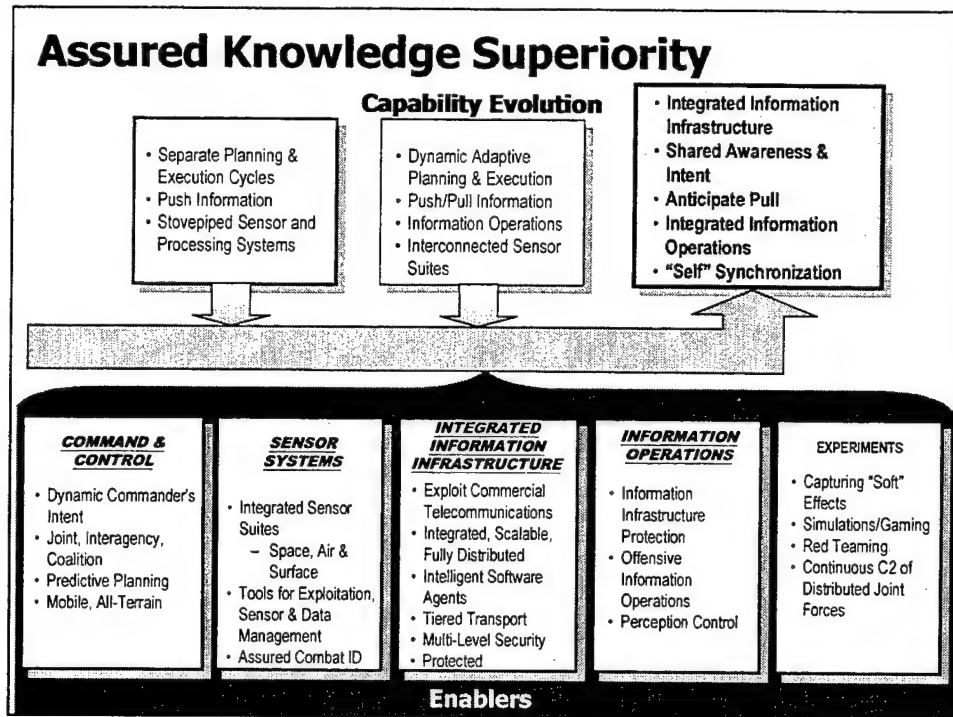 Assured Knowledge Superiority
Capability Evolution
• Separate Planning &
Execution Cycles
• Push Information
• Stovepiped Sensor and
Processing Systems
• Dynamic Adaptive
Planning & Execution
• Push/Pull Information
• Information Operations
• Interconnected Sensor
Suites
• Integrated Information
Infrastructure
• Shared Awareness &
Intent
• Anticipate Pull
• Integrated Information
Operations
• "Self" Synchronization
COMMAND &
CONTROL
• Dynamic Commander's
Intent
• Joint, Interagency,
Coalition
• Predictive Planning
• Mobile, All-Terrain
SENSOR
SYSTEMS
• Integrated Sensor
Suites
– Space, Air &
Surface
• Tools for Exploitation,
Sensor & Data
Management
• Assured Combat ID
INTEGRATED
INFORMATION
INFRASTRUCTURE
• Exploit Commercial
Telecommunications
• Integrated, Scalable,
Fully Distributed
• Intelligent Software
Agents
• Tiered Transport
• Multi-Level Security
• Protected
INFORMATION
OPERATIONS
• Information
Infrastructure
Protection
• Offensive
Information
Operations
• Perception Control
EXPERIMENTS
• Capturing "Soft"
Effects
• Simulations/Gaming
• Red Teaming
• Continuous C2 of
Distributed Joint
Forces
Enablers